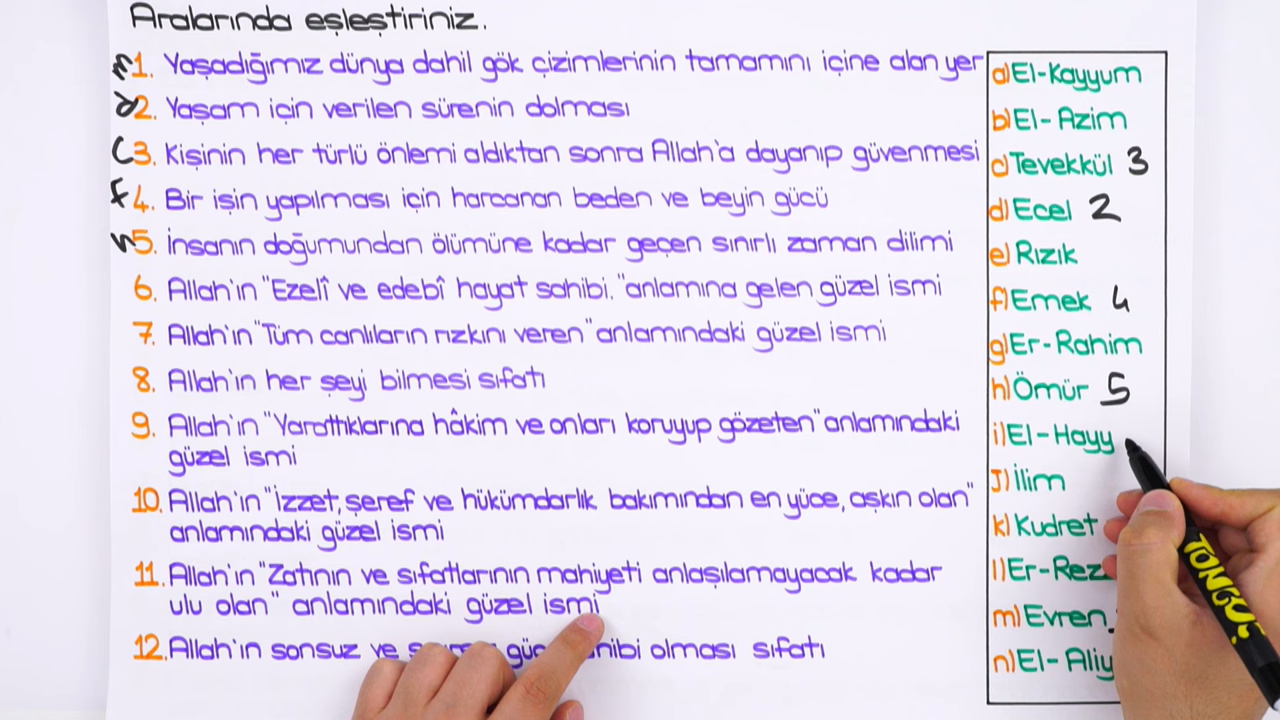 Aralarında eşleştiriniz.
m1. Yaşadığımız dünya dahil gök çizimlerinin tamamını içine alan yer
d2. Yaşam için verilen sürenin dolması
c3. Kişinin her türlü önlemi aldıktan sonra Allah'a dayanıp güvenmesi
f4. Bir işin yapılması için harcanan beden ve beyin gücü
h5. İnsanın doğumundan ölümüne kadar geçen sınırlı zaman dilimi
6. Allah'ın "Ezelî ve edebî hayat sahibi." anlamına gelen güzel ismi
7. Allah'ın "Tüm canlıların rızkını veren" anlamındaki güzel ismi
8. Allah'ın her şeyi bilmesi sıfatı
9. Allah'ın "Yarattıklarına hâkim ve onları koruyup gözeten" anlamındaki
güzel ismi
10. Allah'ın "İzzet, şeref ve hükümdarlık bakımından en yüce, aşkın olan"
anlamındaki güzel ismi
11. Allah'ın "Zatının ve sıfatlarının mahiyeti anlaşılamayacak kadar
ulu olan" anlamındaki güzel ismi
12. Allah'ın sonsuz ve olması sıfatı
a) El-Kayyum
b) El-Azim
c) Tevekkül 3
d) Ecel 2
e) Rızık
f) Emek 4
g) Er-Rahim
h) Ömür 5
i) El-Hayy
J) İlim
k) Kudret
l) Er-Rez
m) Evren
n) El-Aliy
TONGUÇ